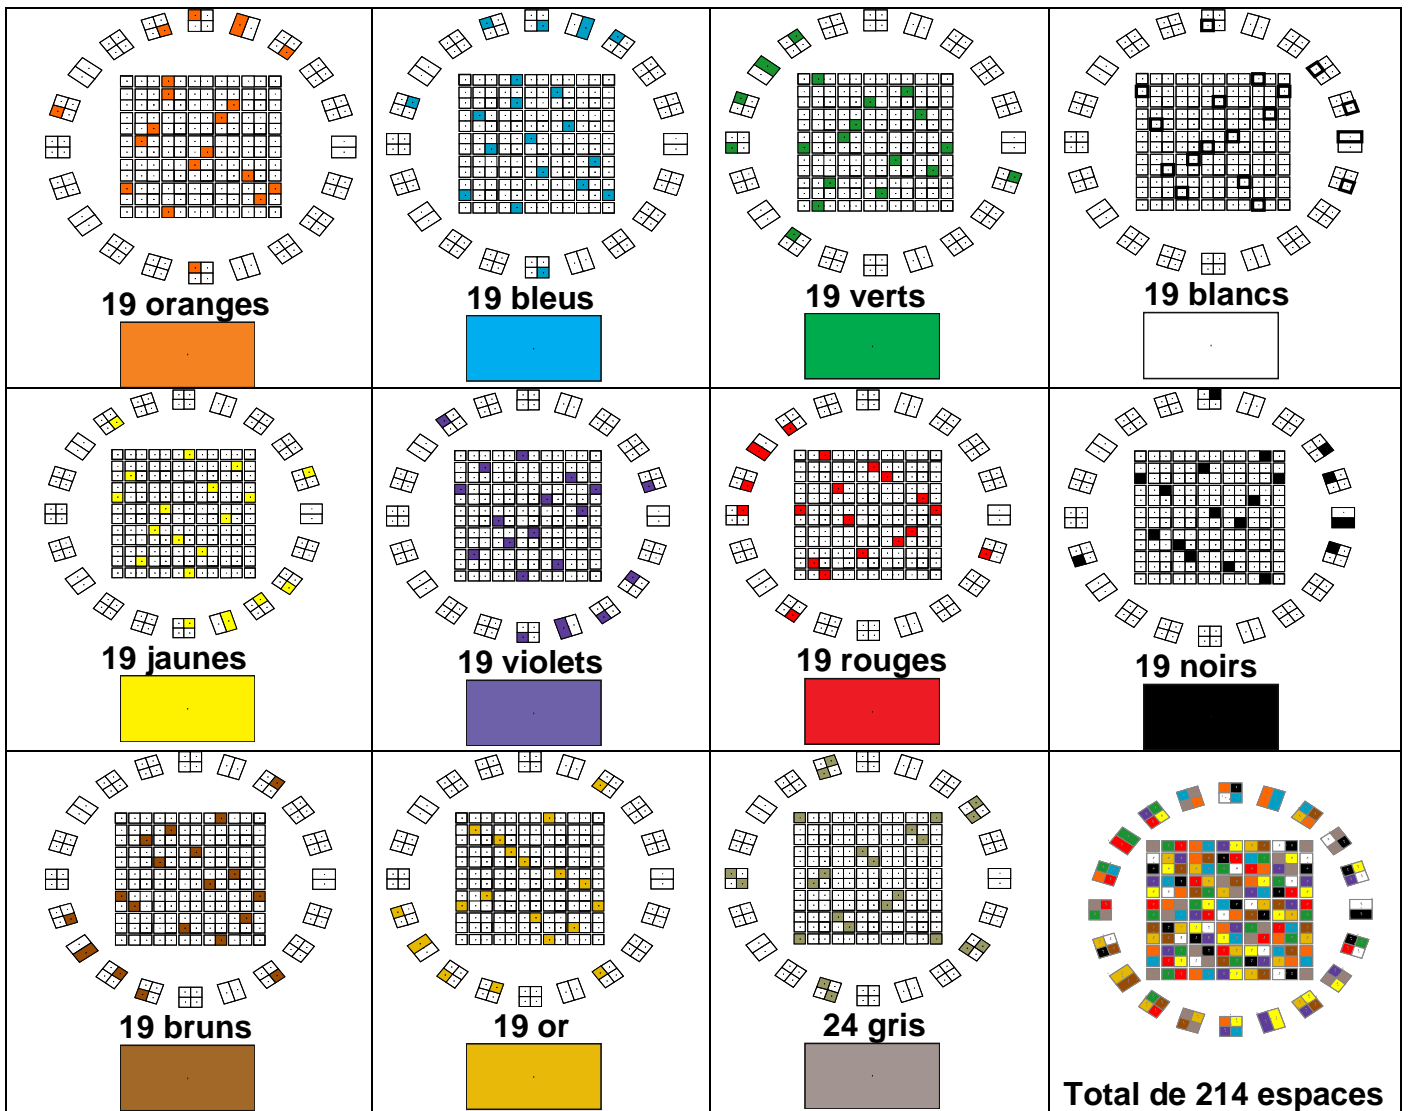 19 oranges
19 bleus
19 verts
19 blancs
19 jaunes
19 violets
19 rouges
19 noirs
19 bruns
19 or
24 gris
Total de 214 espaces